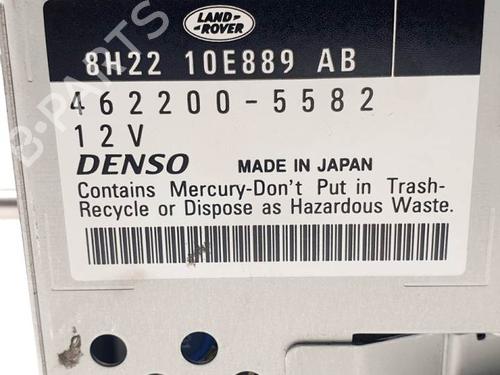 LAND-
ROVER
8H22 10E889 AB
462200-5582
12V
DENSO MADE IN JAPAN
Contains Mercury-Don't Put in Trash-
Recycle or Dispose as Hazardous Waste.
B-PARTS